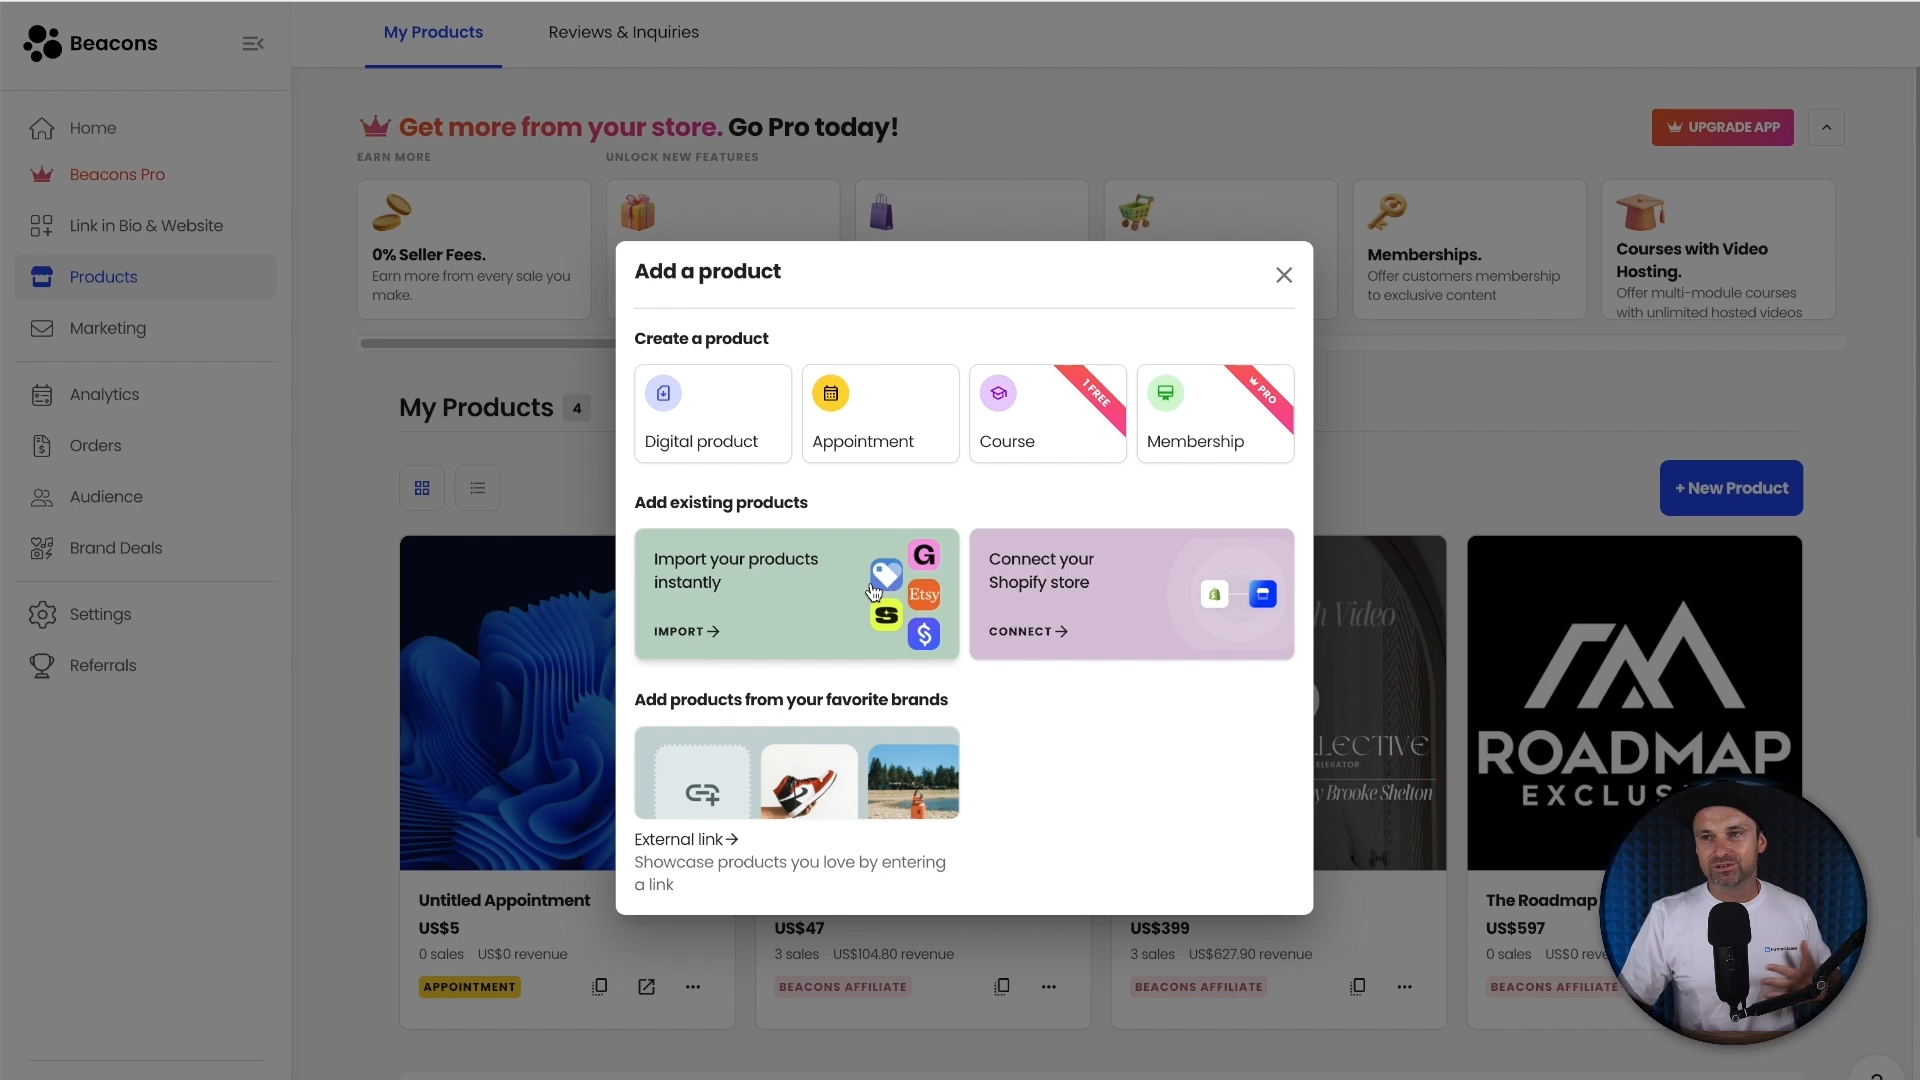 Beacons
My Products
Reviews & Inquiries
Home
Beacons Pro
Link in Bio & Website
Products
Marketing
Analytics
Orders
Audience
Brand Deals
Settings
Referrals
Get more from your store. Go Pro today!
UPGRADE APP
EARN MORE
UNLOCK NEW FEATURES
0% Seller Fees.
Earn more from every sale you
make.
Memberships.
Offer customers membership
to exclusive content
Courses with Video
Hosting.
Offer multi-module courses
with unlimited hosted videos
My Products 4
+ New Product
Add a product
Create a product
Digital product
Appointment
1 FREE
Course
PRO
Membership
Add existing products
Import your products
instantly
IMPORT →
G
Etsy
S
$
Connect your
Shopify store
CONNECT →
Add products from your favorite brands
External link →
Showcase products you love by entering
a link
h Video
LLECTIVE
ELERATOR
y Brooke Shelton
ROADMAP
Untitled Appointment
US$5
0 sales US$0 revenue
APPOINTMENT
US$47
3 sales US$104.80 revenue
BEACONS AFFILIATE
US$399
3 sales US$627.90 revenue
BEACONS AFFILIATE
The Roadmap
US$597
0 sales US$0 reve
BEACONS AFFILIATE